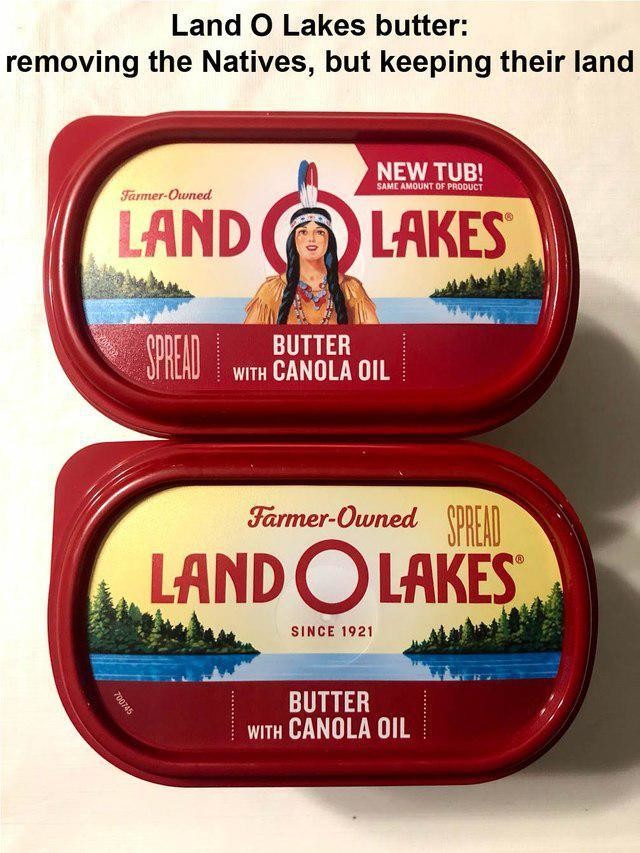 Land O Lakes butter:
removing the Natives, but keeping their land
NEW TUB!
SAME AMOUNT OF PRODUCT
Farmer-Owned
LAND O LAKES®
SPREAD
BUTTER
WITH CANOLA OIL
Farmer-Owned
SPREAD
LAND O LAKES®
SINCE 1921
700745
BUTTER
WITH CANOLA OIL